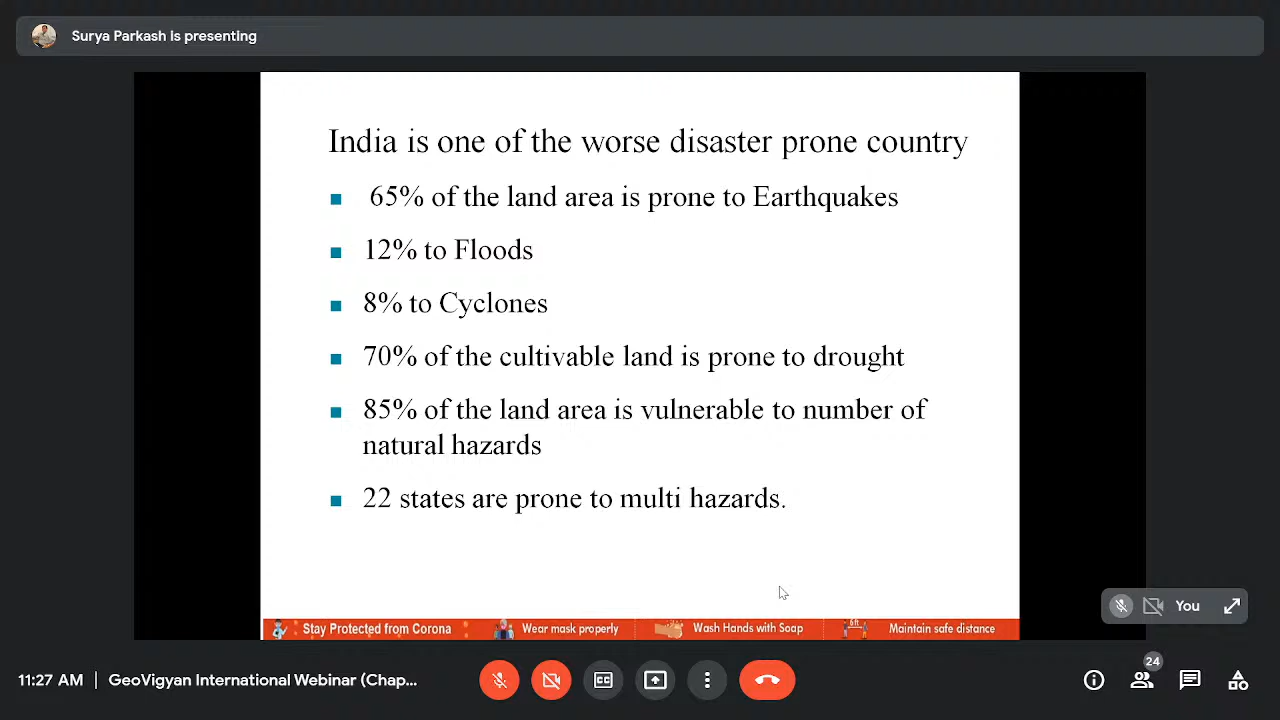 Surya Parkash is presenting
India is one of the worse disaster prone country
65% of the land area is prone to Earthquakes
12% to Floods
8% to Cyclones
70% of the cultivable land is prone to drought
85% of the land area is vulnerable to number of
natural hazards
22 states are prone to multi hazards.
Stay Protected from Corona
Wear mask properly
Wash Hands with Soap
6ft
Maintain safe distance
You
11:27 AM | GeoVigyan International Webinar (Chap...
24